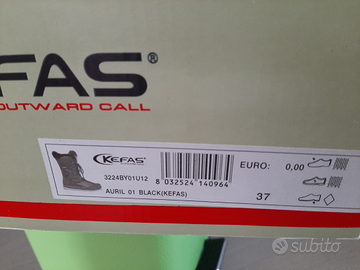 FAS®
OUTWARD CALL
KEFAS®
EURO: 0,00
3224BY01U12
8 032524 140964
AURIL 01 BLACK(KEFAS)
37
subito